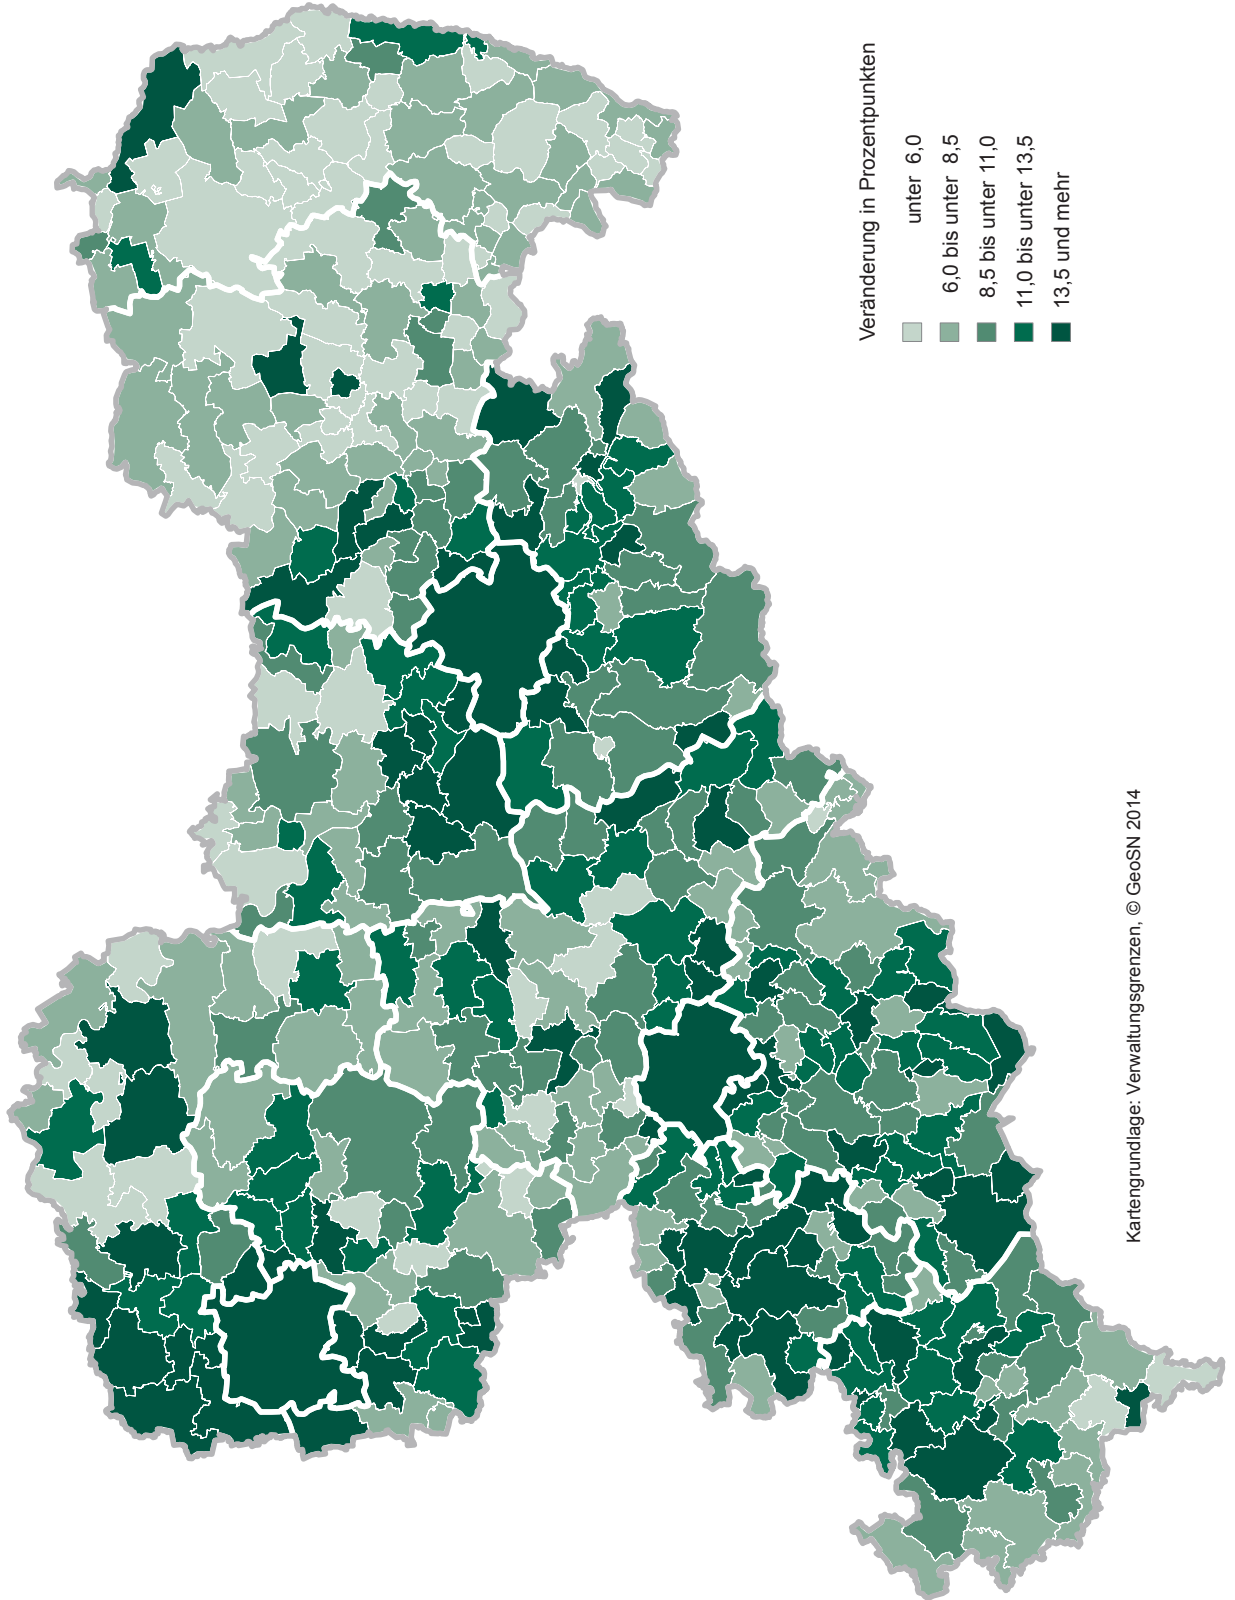 Veränderung in Prozentpunkten
unter 6,0
6,0 bis unter 8,5
8,5 bis unter 11,0
11,0 bis unter 13,5
13,5 und mehr
Kartengrundlage: Verwaltungsgrenzen, © GeoSN 2014